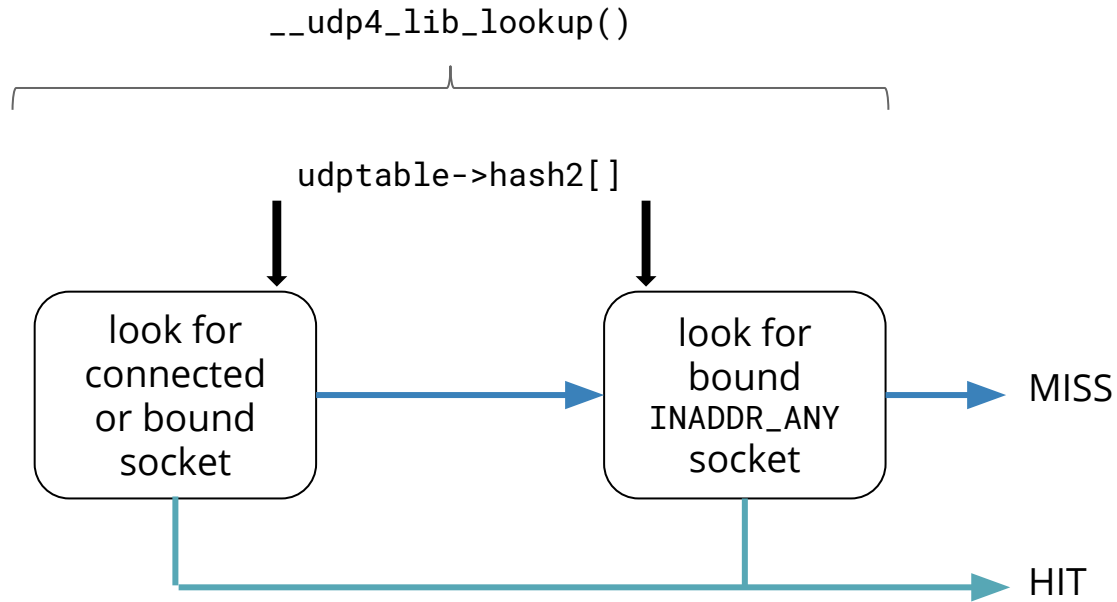 __udp4_lib_lookup()
udptable->hash2[]
look for
connected
or bound
socket
look for
bound
INADDR_ANY
socket
MISS
HIT